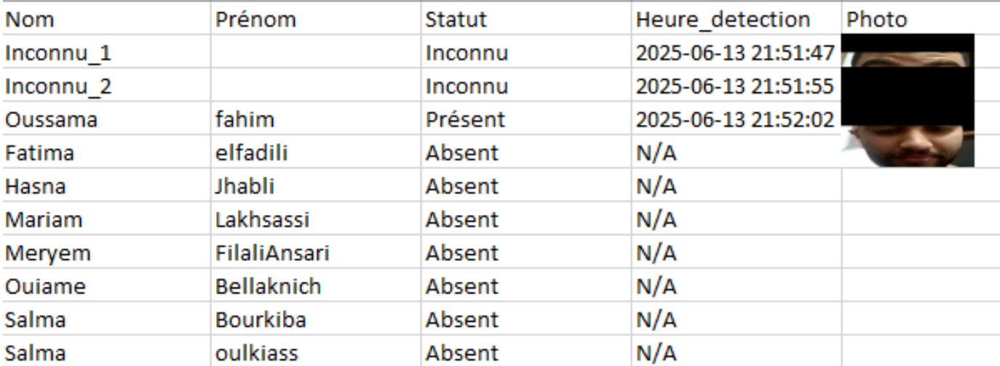 Nom Prénom Statut Heure_detection Photo
Inconnu_1 Inconnu 2025-06-13 21:51:47
Inconnu_2 Inconnu 2025-06-13 21:51:55
Oussama fahim Présent 2025-06-13 21:52:02
Fatima elfadili Absent N/A
Hasna Jhabli Absent N/A
Mariam Lakhsassi Absent N/A
Meryem FilaliAnsari Absent N/A
Ouiame Bellaknich Absent N/A
Salma Bourkiba Absent N/A
Salma oulkiass Absent N/A